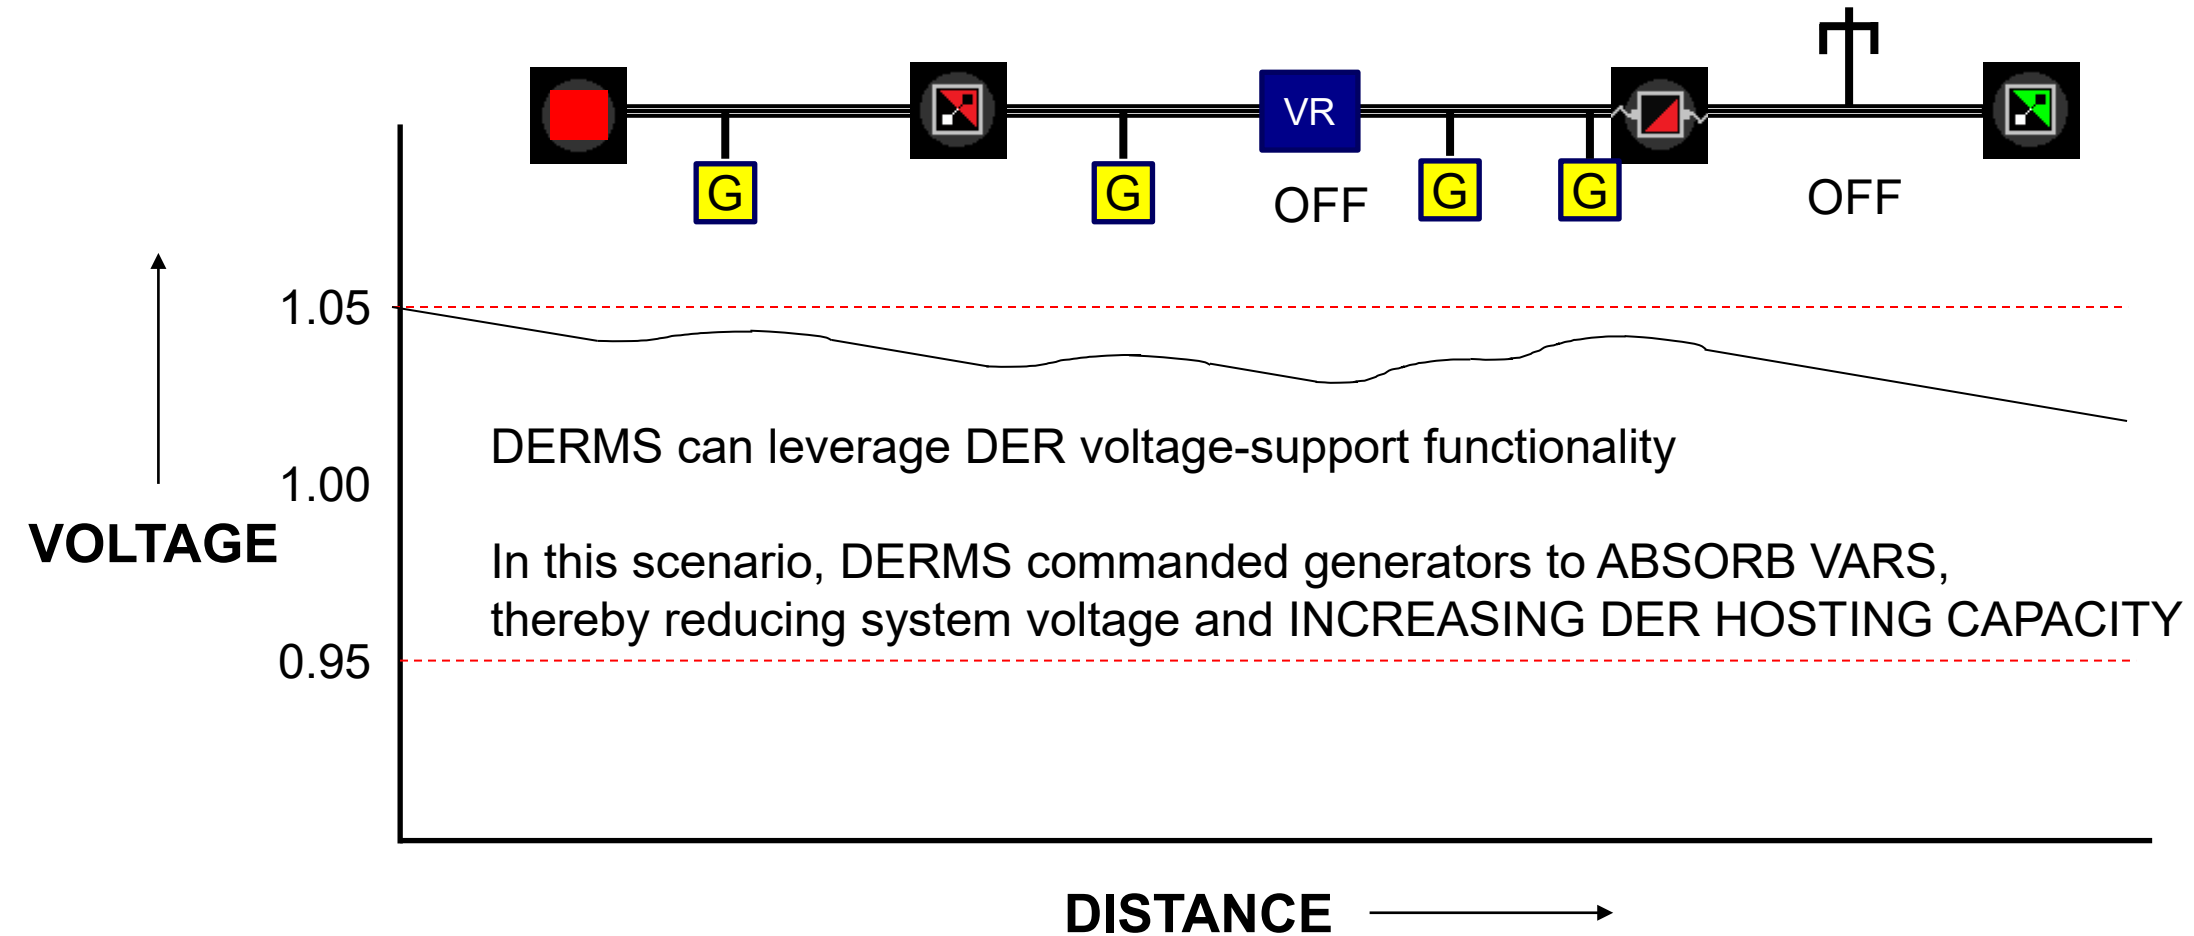 VR
G
G
OFF
G
G
OFF
1.05
DERMS can leverage DER voltage-support functionality
1.00
VOLTAGE
In this scenario, DERMS commanded generators to ABSORB VARS,
thereby reducing system voltage and INCREASING DER HOSTING CAPACITY
0.95
DISTANCE